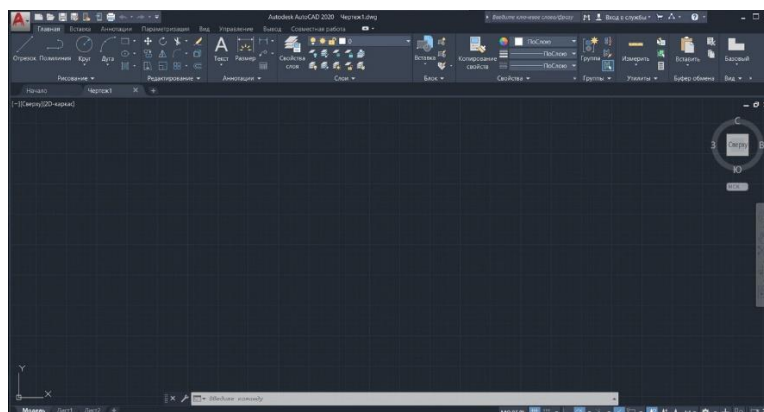 Autodesk AutoCAD 2020 Чертеж1.dwg
Введите ключевое слово/фразу
Вход в службы
Главная Вставка Аннотации Параметризация Вид Управление Вывод Совместная работа
Отрезок Полилиния Круг Дуга
Текст Размер
Свойства слоя
0
Вставка
Копирование свойств
ПоСлою
ПоСлою
ПоСлою
Группа
Измерить
Вставить
Базовый
Рисование Редактирование Аннотации Слои Блок Свойства Группы Утилиты Буфер обмена Вид
Начало Чертеж1
[−][Сверху][2D-каркас]
С
З Сверху В
Ю
МСК
Y
X
Введите команду
Модель Лист1 Лист2